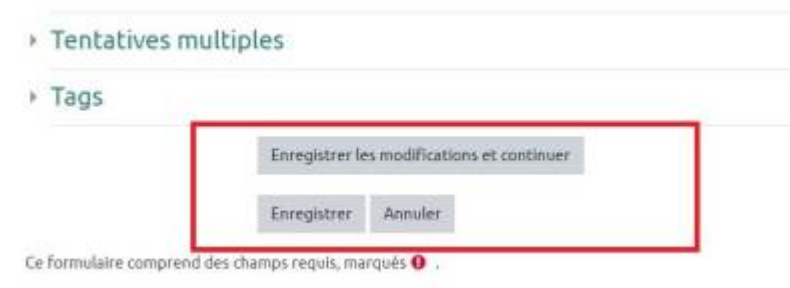 Tentatives multiples
Tags
Enregistrer les modifications et continuer
Enregistrer Annuler
Ce formulaire comprend des champs requis, marqués ! .